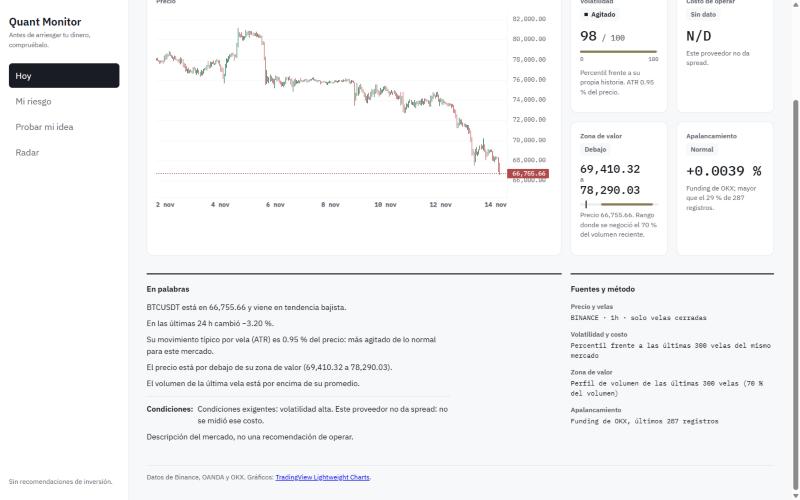 Quant Monitor
Antes de arriesgar tu dinero,
compruébalo.
Hoy
Mi riesgo
Probar mi idea
Radar
Sin recomendaciones de inversión.
Precio
82,000.00
80,000.00
78,000.00
76,000.00
74,000.00
72,000.00
70,000.00
68,000.00
66,755.66
66,000.00
2 nov
4 nov
6 nov
8 nov
10 nov
12 nov
14 nov
Volatilidad
Agitado
98 / 100
0
100
Percentil frente a su
propia historia. ATR 0.95
% del precio.
Costo de operar
Sin dato
N/D
Este proveedor no da
spread.
Zona de valor
Debajo
69,410.32
a
78,290.03
Precio 66,755.66. Rango
donde se negoció el 70 %
del volumen reciente.
Apalancamiento
Normal
+0.0039 %
Funding de OKX; mayor
que el 29 % de 287
registros.
En palabras
BTCUSDT está en 66,755.66 y viene en tendencia bajista.
En las últimas 24 h cambió −3.20 %.
Su movimiento típico por vela (ATR) es 0.95 % del precio: más agitado de lo normal
para este mercado.
El precio está por debajo de su zona de valor (69,410.32 a 78,290.03).
El volumen de la última vela está por encima de su promedio.
Condiciones: Condiciones exigentes: volatilidad alta. Este proveedor no da spread: no
se midió ese costo.
Descripción del mercado, no una recomendación de operar.
Fuentes y método
Precio y velas
BINANCE · 1h · solo velas cerradas
Volatilidad y costo
Percentil frente a las últimas 300 velas del mismo
mercado
Zona de valor
Perfil de volumen de las últimas 300 velas (70 %
del volumen)
Apalancamiento
Funding de OKX, últimos 287 registros
Datos de Binance, OANDA y OKX. Gráficos: TradingView Lightweight Charts.